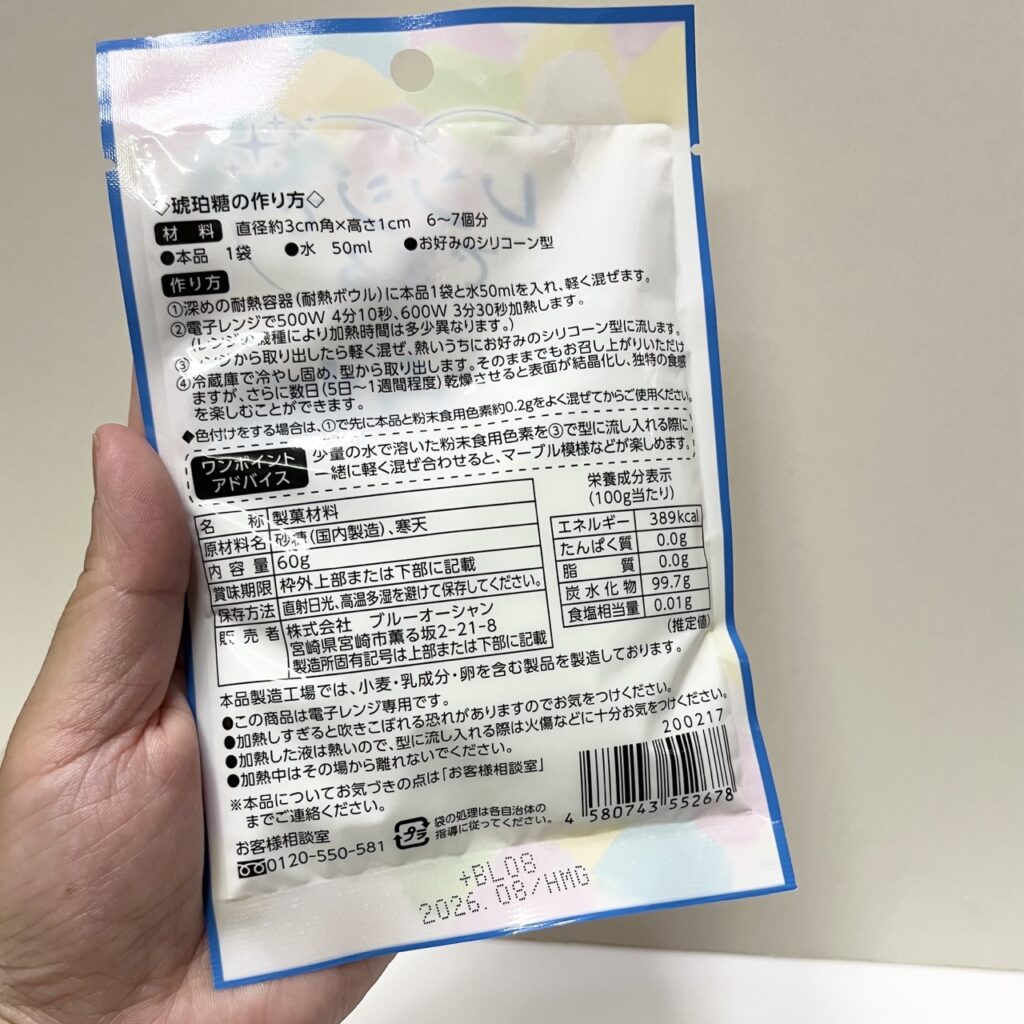 ◇琥珀糖の作り方◇
材 料 直径約3cm角×高さ1cm 6～7個分
●本品 1袋 ●水 50ml ●お好みのシリコーン型
作り方
①深めの耐熱容器(耐熱ボウル)に本品1袋と水50mlを入れ、軽く混ぜます。
②電子レンジで500W 4分10秒、600W 3分30秒加熱します。
(レンジの機種により加熱時間は多少異なります。)
③レンジから取り出したら軽く混ぜ、熱いうちにお好みのシリコーン型に流します。
④冷蔵庫で冷やし固め、型から取り出します。そのままでもお召し上がりいただけ
ますが、さらに数日(5日～1週間程度)乾燥させると表面が結晶化し、独特の食感
を楽しむことができます。
◆色付けをする場合は、①で先に本品と粉末食用色素約0.2gをよく混ぜてからご使用ください。
ワンポイント
アドバイス
少量の水で溶いた粉末食用色素を③で型に流し入れる際に
一緒に軽く混ぜ合わせると、マーブル模様などが楽しめます。
名 称 製菓材料
原材料名 砂糖(国内製造)、寒天
内容量 60g
賞味期限 枠外上部または下部に記載
保存方法 直射日光、高温多湿を避けて保存してください。
販売者 株式会社 ブルーオーシャン
宮崎県宮崎市薫る坂2-21-8
製造所固有記号は上部または下部に記載
栄養成分表示
(100g当たり)
エネルギー 389kcal
たんぱく質 0.0g
脂 質 0.0g
炭水化物 99.7g
食塩相当量 0.01g
(推定値)
本品製造工場では、小麦・乳成分・卵を含む製品を製造しております。
●この商品は電子レンジ専用です。
●加熱しすぎると吹きこぼれる恐れがありますのでお気をつけください。
●加熱した液は熱いので、型に流し入れる際は火傷などに十分お気をつけください。
●加熱中はその場から離れないでください。
※本品についてお気づきの点は「お客様相談室」
までご連絡ください。
お客様相談室
0120-550-581
プラ
袋の処理は各自治体の
指導に従ってください。
200217
4 580743 552678
+BL08
2026.08/HMG